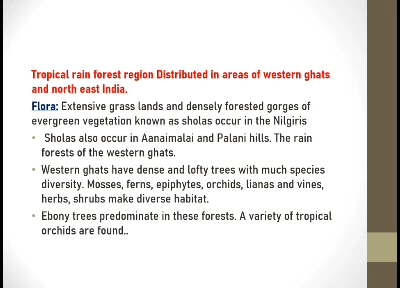 Tropical rain forest region Distributed in areas of western ghats
and north east India.
Flora: Extensive grass lands and densely forested gorges of
evergreen vegetation known as sholas occur in the Nilgiris
• Sholas also occur in Aanaimalai and Palani hills. The rain
forests of the western ghats.
• Western ghats have dense and lofty trees with much species
diversity. Mosses, ferns, epiphytes, orchids, lianas and vines,
herbs, shrubs make diverse habitat.
• Ebony trees predominate in these forests. A variety of tropical
orchids are found..